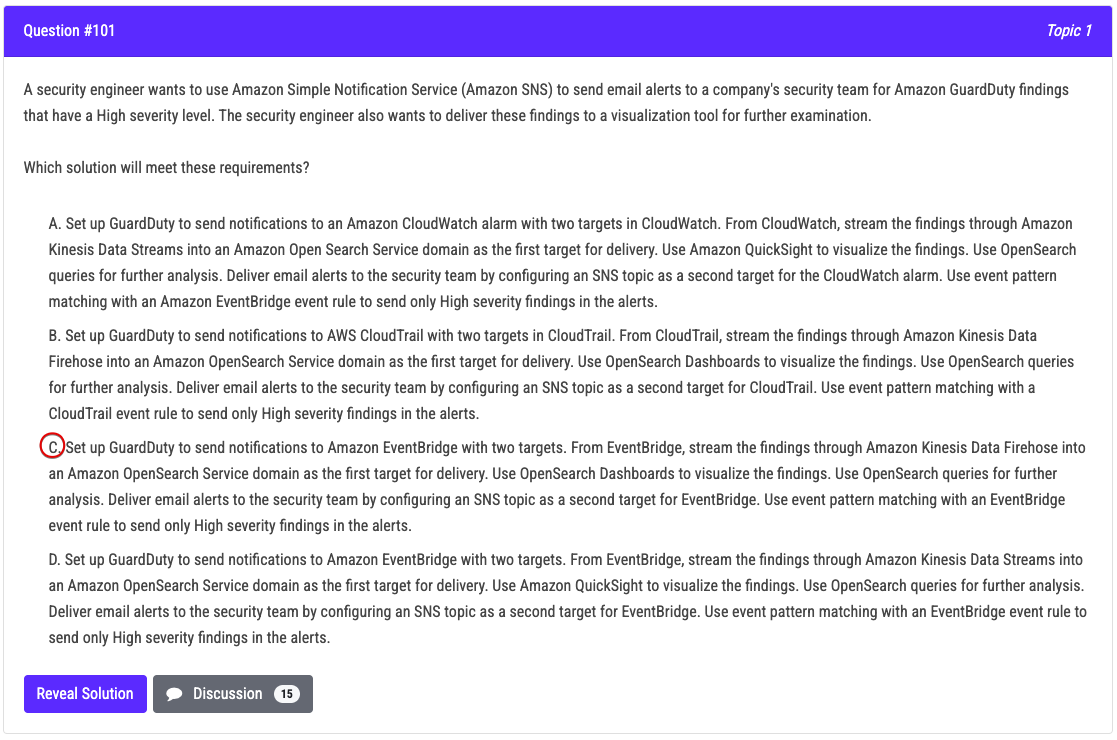 Question #101
Topic 1
A security engineer wants to use Amazon Simple Notification Service (Amazon SNS) to send email alerts to a company's security team for Amazon GuardDuty findings
that have a High severity level. The security engineer also wants to deliver these findings to a visualization tool for further examination.
Which solution will meet these requirements?
A. Set up GuardDuty to send notifications to an Amazon CloudWatch alarm with two targets in CloudWatch. From CloudWatch, stream the findings through Amazon
Kinesis Data Streams into an Amazon Open Search Service domain as the first target for delivery. Use Amazon QuickSight to visualize the findings. Use OpenSearch
queries for further analysis. Deliver email alerts to the security team by configuring an SNS topic as a second target for the CloudWatch alarm. Use event pattern
matching with an Amazon EventBridge event rule to send only High severity findings in the alerts.
B. Set up GuardDuty to send notifications to AWS CloudTrail with two targets in CloudTrail. From CloudTrail, stream the findings through Amazon Kinesis Data
Firehose into an Amazon OpenSearch Service domain as the first target for delivery. Use OpenSearch Dashboards to visualize the findings. Use OpenSearch queries
for further analysis. Deliver email alerts to the security team by configuring an SNS topic as a second target for CloudTrail. Use event pattern matching with a
CloudTrail event rule to send only High severity findings in the alerts.
C. Set up GuardDuty to send notifications to Amazon EventBridge with two targets. From EventBridge, stream the findings through Amazon Kinesis Data Firehose into
an Amazon OpenSearch Service domain as the first target for delivery. Use OpenSearch Dashboards to visualize the findings. Use OpenSearch queries for further
analysis. Deliver email alerts to the security team by configuring an SNS topic as a second target for EventBridge. Use event pattern matching with an EventBridge
event rule to send only High severity findings in the alerts.
D. Set up GuardDuty to send notifications to Amazon EventBridge with two targets. From EventBridge, stream the findings through Amazon Kinesis Data Streams into
an Amazon OpenSearch Service domain as the first target for delivery. Use Amazon QuickSight to visualize the findings. Use OpenSearch queries for further analysis.
Deliver email alerts to the security team by configuring an SNS topic as a second target for EventBridge. Use event pattern matching with an EventBridge event rule to
send only High severity findings in the alerts.
Reveal Solution
Discussion 15